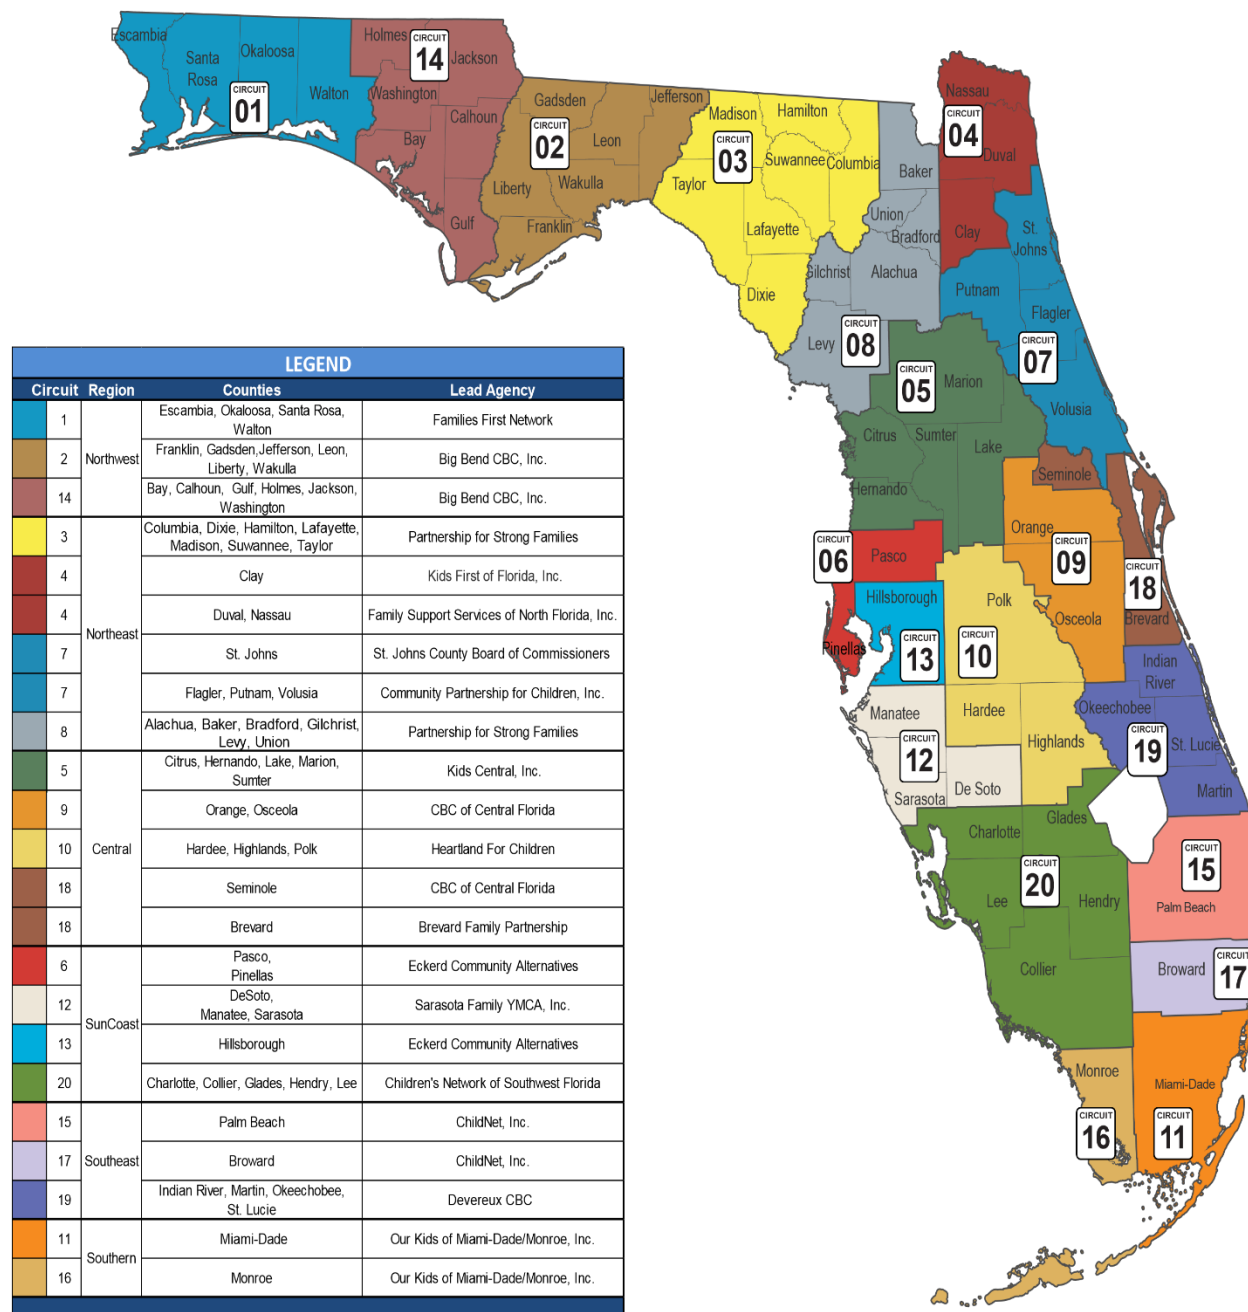 Escambia
Santa
Rosa
Okaloosa
Walton
CIRCUIT
01
Holmes
CIRCUIT
14
Jackson
Washington
Calhoun
Bay
Gulf
Gadsden
Jefferson
CIRCUIT
02
Leon
Liberty
Wakulla
Franklin
Madison
Hamilton
CIRCUIT
03
Suwannee
Columbia
Taylor
Lafayette
Dixie
Nassau
CIRCUIT
04
Duval
Baker
Union
Bradford
Clay
St.
Johns
Gilchrist
Alachua
Putnam
Flagler
Levy
CIRCUIT
08
CIRCUIT
05
Marion
CIRCUIT
07
Volusia
Citrus
Sumter
Lake
Seminole
Hernando
Orange
CIRCUIT
06
Pasco
CIRCUIT
09
CIRCUIT
18
Hillsborough
Polk
Osceola
Brevard
Pinellas
CIRCUIT
13
CIRCUIT
10
Indian
River
Manatee
Hardee
Okeechobee
CIRCUIT
12
Highlands
CIRCUIT
19
St. Lucie
Sarasota
De Soto
Martin
Charlotte
Glades
CIRCUIT
20
CIRCUIT
15
Lee
Hendry
Palm Beach
Collier
Broward
CIRCUIT
17
Monroe
Miami-Dade
CIRCUIT
16
CIRCUIT
11
LEGEND
Circuit Region Counties Lead Agency
1 Escambia, Okaloosa, Santa Rosa,
Walton Families First Network
Northwest
2 Franklin, Gadsden,Jefferson, Leon,
Liberty, Wakulla Big Bend CBC, Inc.
14 Bay, Calhoun, Gulf, Holmes, Jackson,
Washington Big Bend CBC, Inc.
3 Columbia, Dixie, Hamilton, Lafayette,
Madison, Suwannee, Taylor Partnership for Strong Families
4 Clay Kids First of Florida, Inc.
4 Duval, Nassau Family Support Services of North Florida, Inc.
Northeast
7 St. Johns St. Johns County Board of Commissioners
7 Flagler, Putnam, Volusia Community Partnership for Children, Inc.
8 Alachua, Baker, Bradford, Gilchrist,
Levy, Union Partnership for Strong Families
5 Citrus, Hernando, Lake, Marion,
Sumter Kids Central, Inc.
9 Orange, Osceola CBC of Central Florida
10 Central Hardee, Highlands, Polk Heartland For Children
18 Seminole CBC of Central Florida
18 Brevard Brevard Family Partnership
6 Pasco,
Pinellas Eckerd Community Alternatives
12 DeSoto,
Manatee, Sarasota Sarasota Family YMCA, Inc.
SunCoast
13 Hillsborough Eckerd Community Alternatives
20 Charlotte, Collier, Glades, Hendry, Lee Children's Network of Southwest Florida
15 Palm Beach ChildNet, Inc.
17 Southeast Broward ChildNet, Inc.
19 Indian River, Martin, Okeechobee,
St. Lucie Devereux CBC
11 Miami-Dade Our Kids of Miami-Dade/Monroe, Inc.
Southern
16 Monroe Our Kids of Miami-Dade/Monroe, Inc.